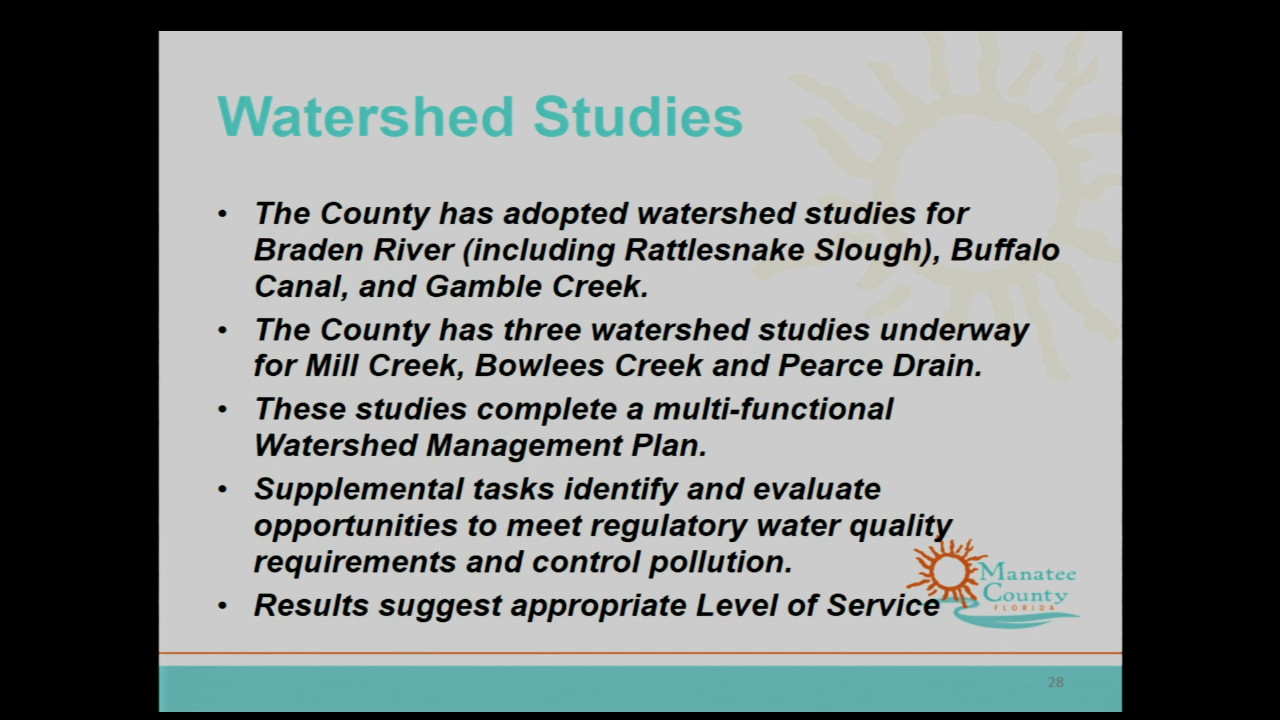 Watershed Studies
• The County has adopted watershed studies for
Braden River (including Rattlesnake Slough), Buffalo
Canal, and Gamble Creek.
• The County has three watershed studies underway
for Mill Creek, Bowlees Creek and Pearce Drain.
• These studies complete a multi-functional
Watershed Management Plan.
• Supplemental tasks identify and evaluate
opportunities to meet regulatory water quality
requirements and control pollution.
• Results suggest appropriate Level of Service
Manatee
County
FLORIDA
28